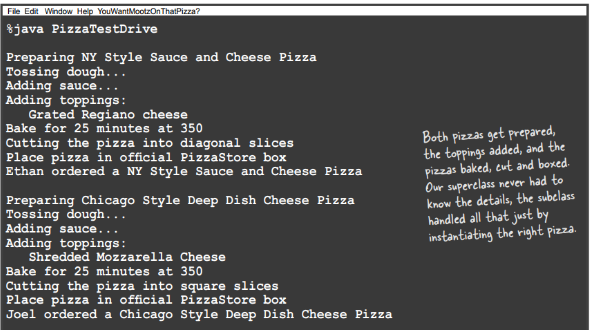 File Edit Window Help YouWantMootzOnThatPizza?
%java PizzaTestDrive
Preparing NY Style Sauce and Cheese Pizza
Tossing dough...
Adding sauce...
Adding toppings:
Grated Regiano cheese
Bake for 25 minutes at 350
Cutting the pizza into diagonal slices
Place pizza in official PizzaStore box
Ethan ordered a NY Style Sauce and Cheese Pizza
Preparing Chicago Style Deep Dish Cheese Pizza
Tossing dough...
Adding sauce...
Adding toppings:
Shredded Mozzarella Cheese
Bake for 25 minutes at 350
Cutting the pizza into square slices
Place pizza in official PizzaStore box
Joel ordered a Chicago Style Deep Dish Cheese Pizza
Both pizzas get prepared,
the toppings added, and the
pizzas baked, cut and boxed.
Our superclass never had to
know the details, the subclass
handled all that just by
instantiating the right pizza.